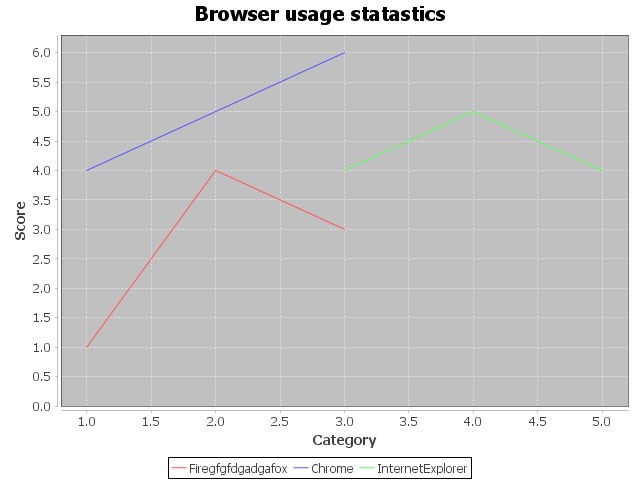 Browser usage statastics
6.0
5.5
5.0
4.5
4.0
3.5
3.0
2.5
2.0
1.5
1.0
0.5
0.0
Score
1.0 1.5 2.0 2.5 3.0 3.5 4.0 4.5 5.0
Category
Firegfgfdgadgafox Chrome InternetExplorer